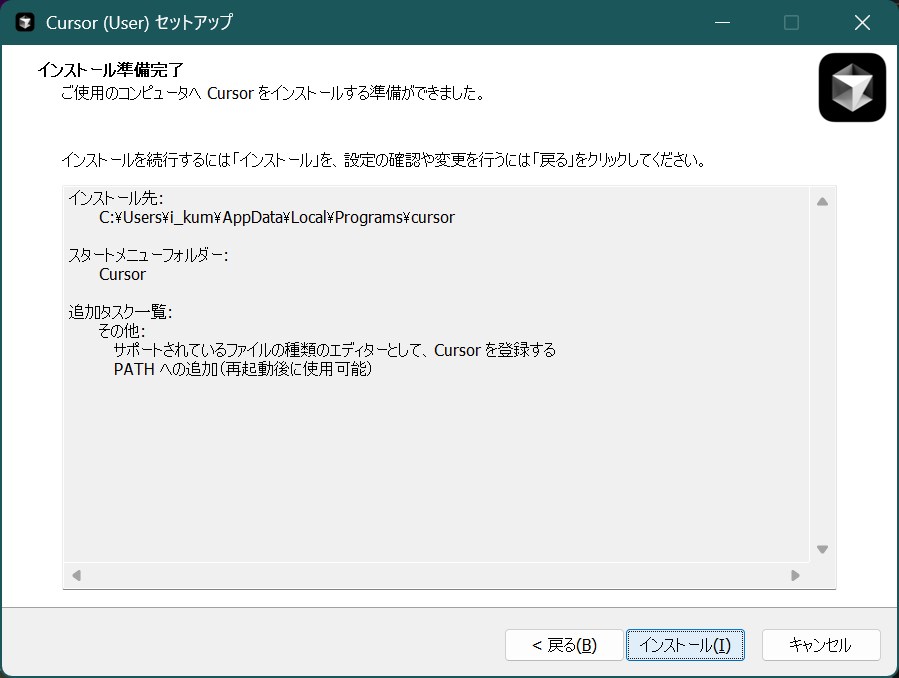 Cursor (User) セットアップ
インストール準備完了
ご使用のコンピュータへ Cursor をインストールする準備ができました。
インストールを続行するには「インストール」を、設定の確認や変更を行うには「戻る」をクリックしてください。
インストール先:
C:¥Users¥i_kum¥AppData¥Local¥Programs¥cursor
スタートメニューフォルダー:
Cursor
追加タスク一覧:
その他:
サポートされているファイルの種類のエディターとして、Cursor を登録する
PATH への追加(再起動後に使用可能)
< 戻る(B)
インストール(I)
キャンセル